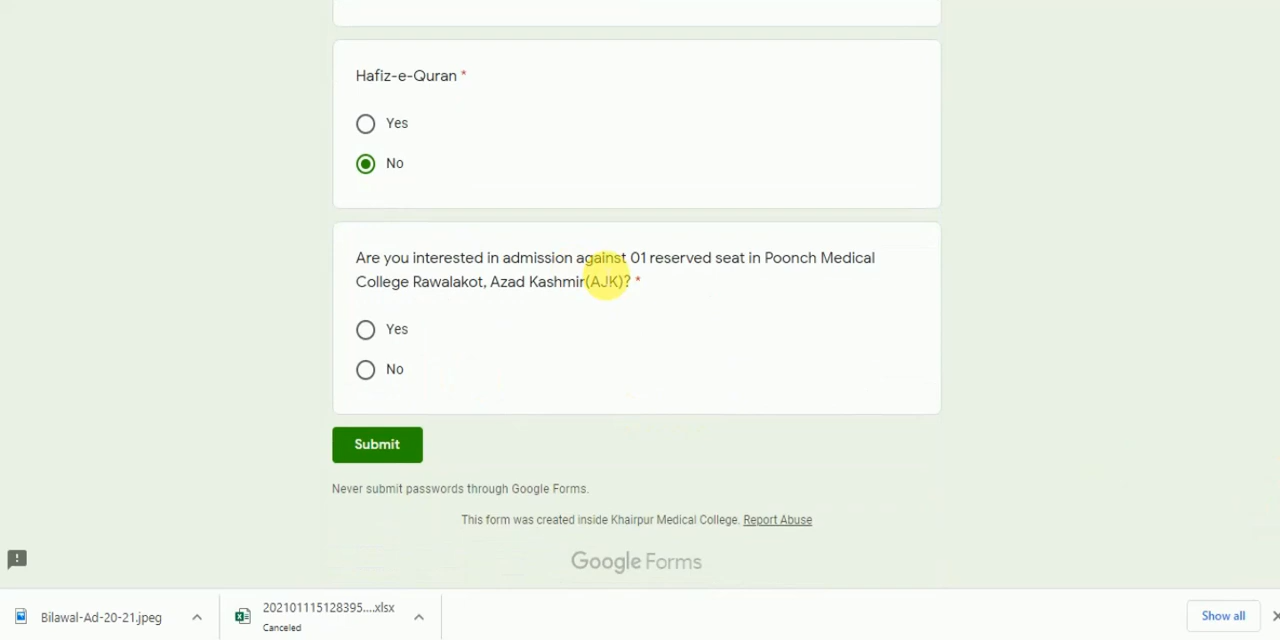 Hafiz-e-Quran *
Yes
No
Are you interested in admission against 01 reserved seat in Poonch Medical
College Rawalakot, Azad Kashmir(AJK)? *
Yes
No
Submit
Never submit passwords through Google Forms.
This form was created inside Khairpur Medical College. Report Abuse
Google Forms
Bilawal-Ad-20-21.jpeg
202101115128395....xlsx
Canceled
Show all